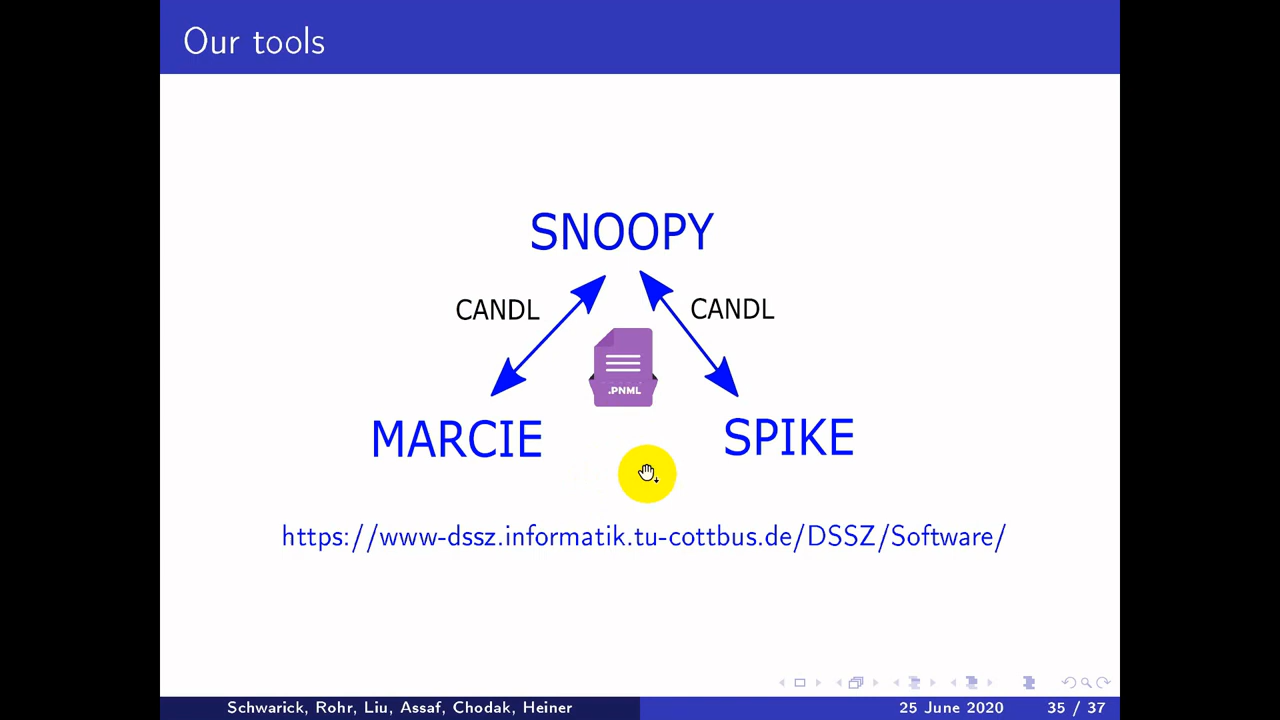 Our tools
SNOOPY
CANDL
CANDL
.PNML
MARCIE
SPIKE
https://www-dssz.informatik.tu-cottbus.de/DSSZ/Software/
Schwarick, Rohr, Liu, Assaf, Chodak, Heiner
25 June 2020
35 / 37